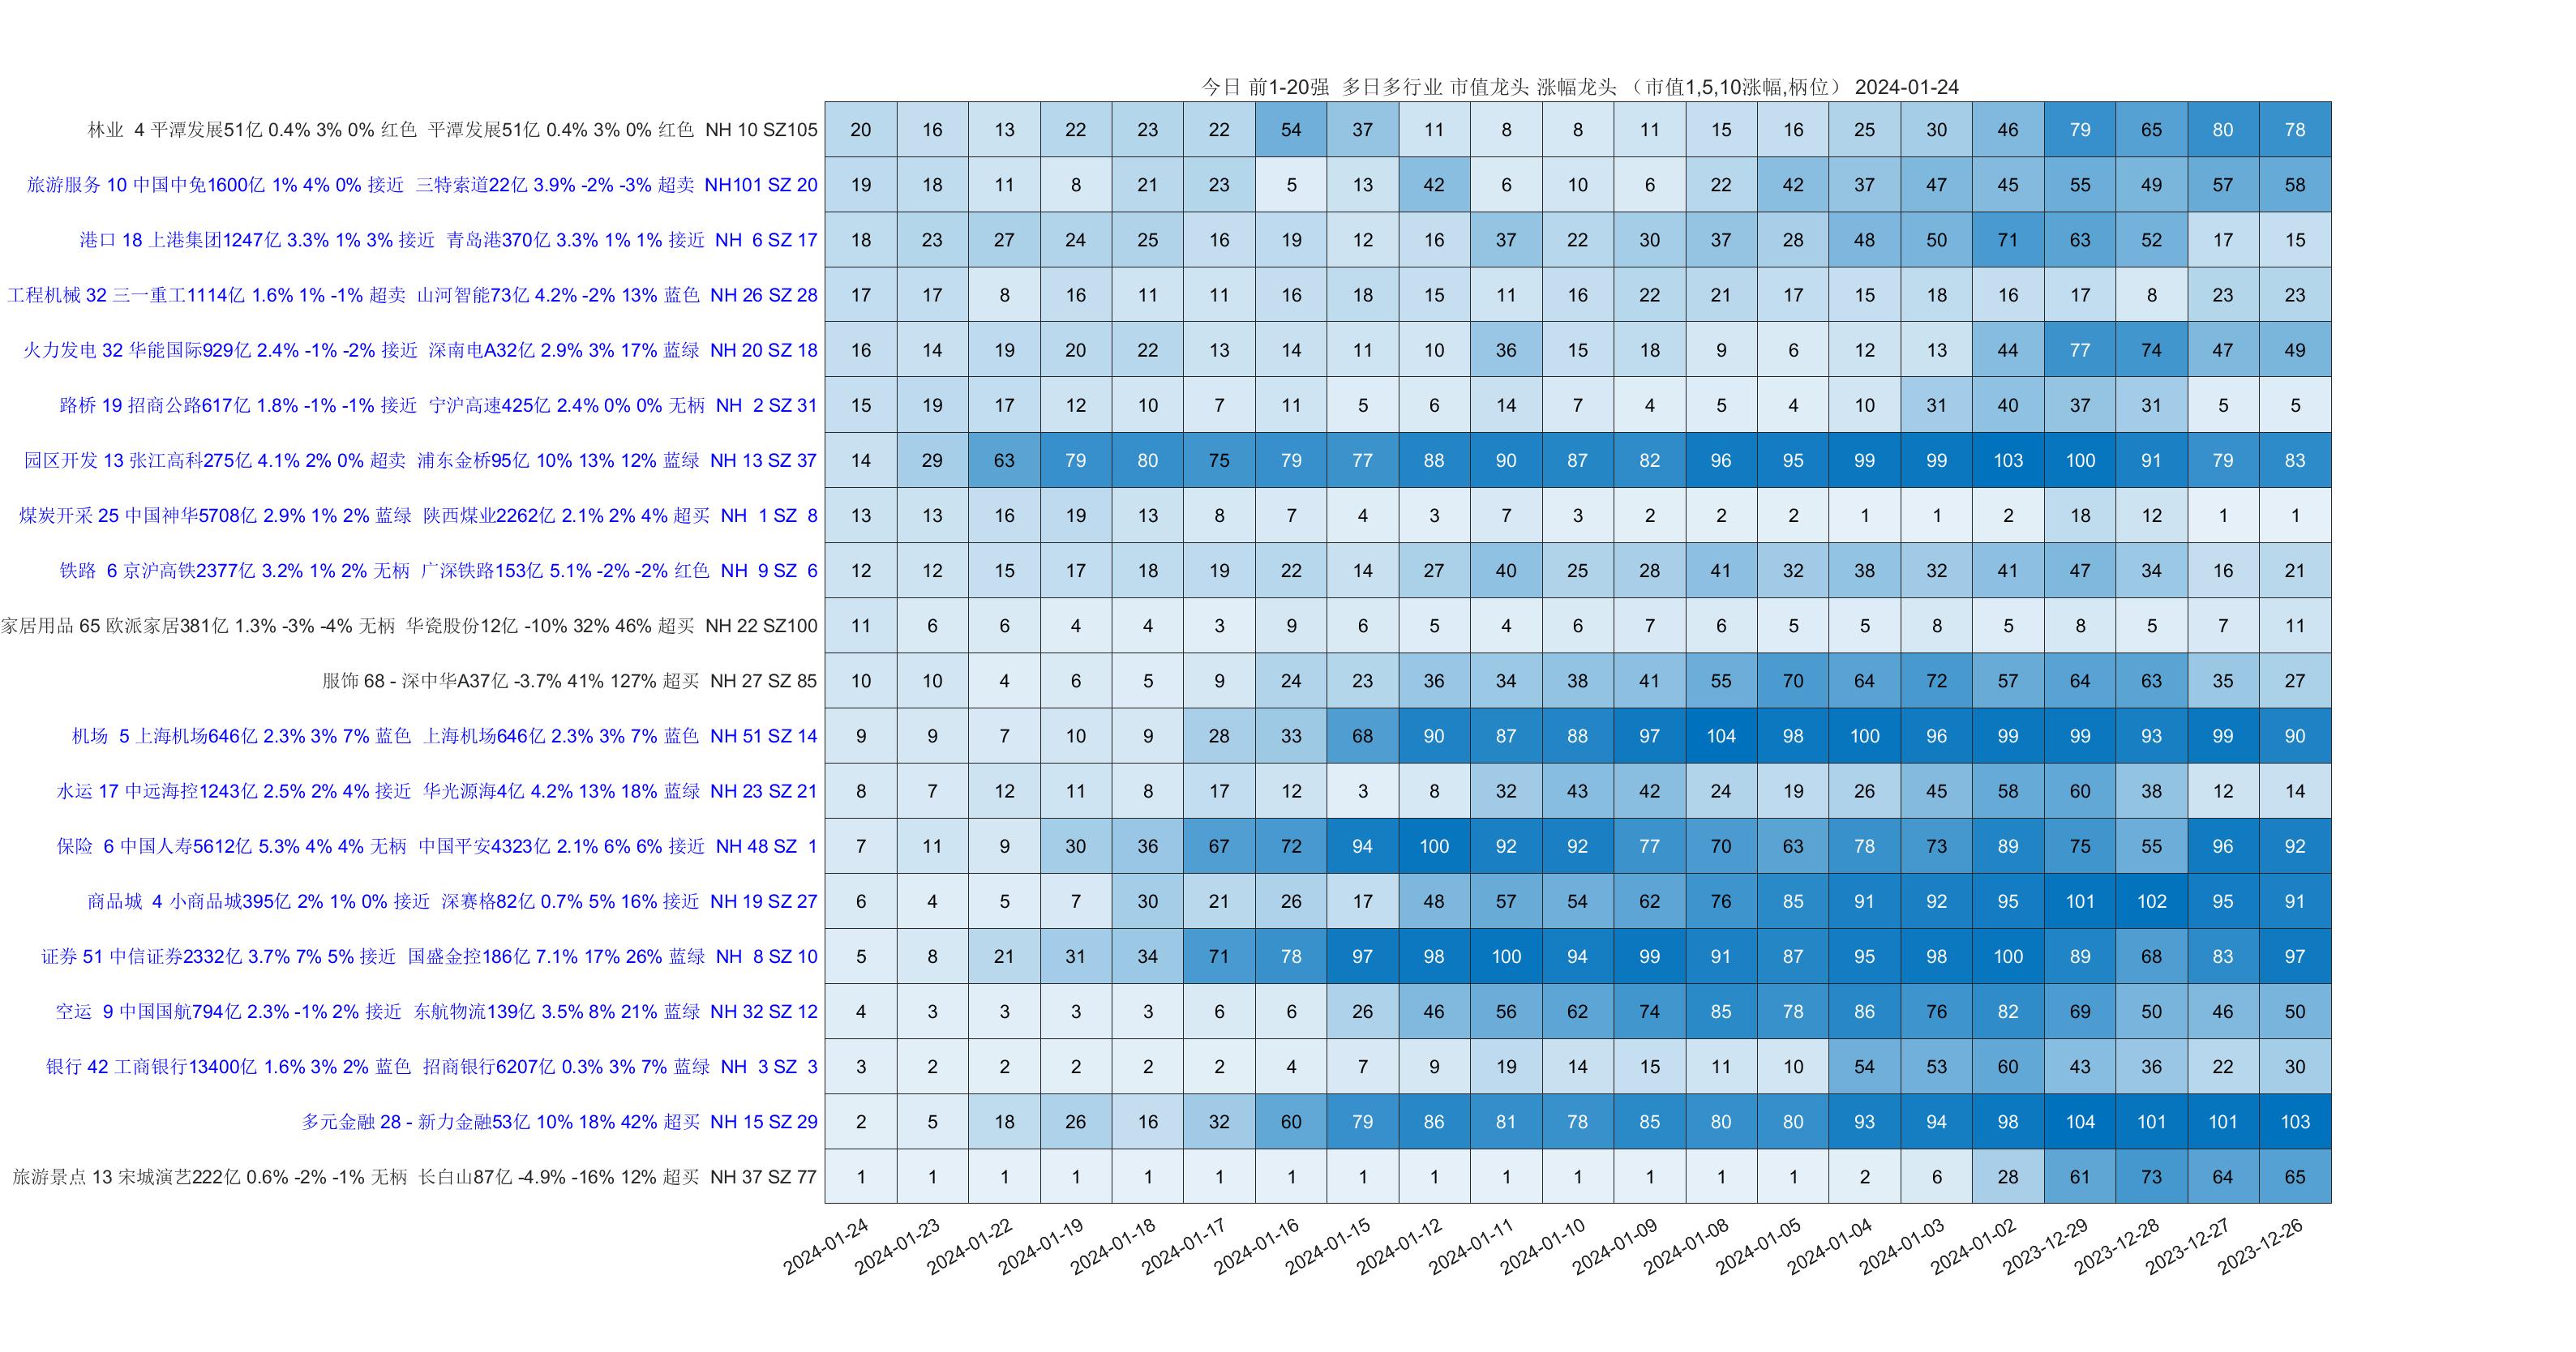 今日 前1-20强 多日多行业 市值龙头 涨幅龙头 （市值1,5,10涨幅,柄位） 2024-01-24
林业 4 平潭发展51亿 0.4% 3% 0% 红色 平潭发展51亿 0.4% 3% 0% 红色 NH 10 SZ105 20 16 13 22 23 22 54 37 11 8 8 11 15 16 25 30 46 79 65 80 78
旅游服务 10 中国中免1600亿 1% 4% 0% 接近 三特索道22亿 3.9% -2% -3% 超卖 NH101 SZ 20 19 18 11 8 21 23 5 13 42 6 10 6 22 42 37 47 45 55 49 57 58
港口 18 上港集团1247亿 3.3% 1% 3% 接近 青岛港370亿 3.3% 1% 1% 接近 NH 6 SZ 17 18 23 27 24 25 16 19 12 16 37 22 30 37 28 48 50 71 63 52 17 15
工程机械 32 三一重工1114亿 1.6% 1% -1% 超卖 山河智能73亿 4.2% -2% 13% 蓝色 NH 26 SZ 28 17 17 8 16 11 11 16 18 15 11 16 22 21 17 15 18 16 17 8 23 23
火力发电 32 华能国际929亿 2.4% -1% -2% 接近 深南电A32亿 2.9% 3% 17% 蓝绿 NH 20 SZ 18 16 14 19 20 22 13 14 11 10 36 15 18 9 6 12 13 44 77 74 47 49
路桥 19 招商公路617亿 1.8% -1% -1% 接近 宁沪高速425亿 2.4% 0% 0% 无柄 NH 2 SZ 31 15 19 17 12 10 7 11 5 6 14 7 4 5 4 10 31 40 37 31 5 5
园区开发 13 张江高科275亿 4.1% 2% 0% 超卖 浦东金桥95亿 10% 13% 12% 蓝绿 NH 13 SZ 37 14 29 63 79 80 75 79 77 88 90 87 82 96 95 99 99 103 100 91 79 83
煤炭开采 25 中国神华5708亿 2.9% 1% 2% 蓝绿 陕西煤业2262亿 2.1% 2% 4% 超买 NH 1 SZ 8 13 13 16 19 13 8 7 4 3 7 3 2 2 2 1 1 2 18 12 1 1
铁路 6 京沪高铁2377亿 3.2% 1% 2% 无柄 广深铁路153亿 5.1% -2% -2% 红色 NH 9 SZ 6 12 12 15 17 18 19 22 14 27 40 25 28 41 32 38 32 41 47 34 16 21
家居用品 65 欧派家居381亿 1.3% -3% -4% 无柄 华瓷股份12亿 -10% 32% 46% 超买 NH 22 SZ100 11 6 6 4 4 3 9 6 5 4 6 7 6 5 5 8 5 8 5 7 11
服饰 68 - 深中华A37亿 -3.7% 41% 127% 超买 NH 27 SZ 85 10 10 4 6 5 9 24 23 36 34 38 41 55 70 64 72 57 64 63 35 27
机场 5 上海机场646亿 2.3% 3% 7% 蓝色 上海机场646亿 2.3% 3% 7% 蓝色 NH 51 SZ 14 9 9 7 10 9 28 33 68 90 87 88 97 104 98 100 96 99 99 93 99 90
水运 17 中远海控1243亿 2.5% 2% 4% 接近 华光源海4亿 4.2% 13% 18% 蓝绿 NH 23 SZ 21 8 7 12 11 8 17 12 3 8 32 43 42 24 19 26 45 58 60 38 12 14
保险 6 中国人寿5612亿 5.3% 4% 4% 无柄 中国平安4323亿 2.1% 6% 6% 接近 NH 48 SZ 1 7 11 9 30 36 67 72 94 100 92 92 77 70 63 78 73 89 75 55 96 92
商品城 4 小商品城395亿 2% 1% 0% 接近 深赛格82亿 0.7% 5% 16% 接近 NH 19 SZ 27 6 4 5 7 30 21 26 17 48 57 54 62 76 85 91 92 95 101 102 95 91
证券 51 中信证券2332亿 3.7% 7% 5% 接近 国盛金控186亿 7.1% 17% 26% 蓝绿 NH 8 SZ 10 5 8 21 31 34 71 78 97 98 100 94 99 91 87 95 98 100 89 68 83 97
空运 9 中国国航794亿 2.3% -1% 2% 接近 东航物流139亿 3.5% 8% 21% 蓝绿 NH 32 SZ 12 4 3 3 3 3 6 6 26 46 56 62 74 85 78 86 76 82 69 50 46 50
银行 42 工商银行13400亿 1.6% 3% 2% 蓝色 招商银行6207亿 0.3% 3% 7% 蓝绿 NH 3 SZ 3 3 2 2 2 2 2 4 7 9 19 14 15 11 10 54 53 60 43 36 22 30
多元金融 28 - 新力金融53亿 10% 18% 42% 超买 NH 15 SZ 29 2 5 18 26 16 32 60 79 86 81 78 85 80 80 93 94 98 104 101 101 103
旅游景点 13 宋城演艺222亿 0.6% -2% -1% 无柄 长白山87亿 -4.9% -16% 12% 超买 NH 37 SZ 77 1 1 1 1 1 1 1 1 1 1 1 1 1 1 2 6 28 61 73 64 65
2024-01-24 2024-01-23 2024-01-22 2024-01-19 2024-01-18 2024-01-17 2024-01-16 2024-01-15 2024-01-12 2024-01-11 2024-01-10 2024-01-09 2024-01-08 2024-01-05 2024-01-04 2024-01-03 2024-01-02 2023-12-29 2023-12-28 2023-12-27 2023-12-26